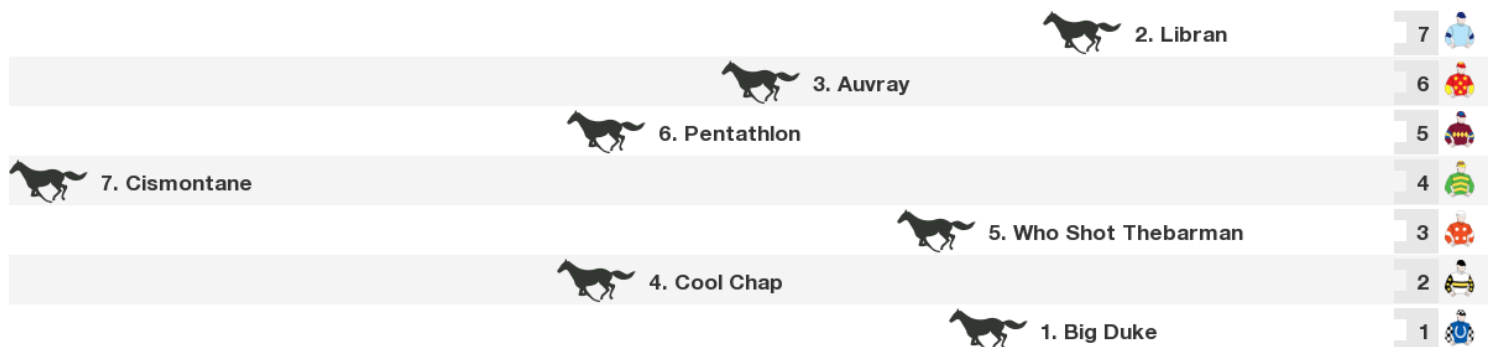 2. Libran 7
3. Auvray 6
6. Pentathlon 5
7. Cismontane 4
5. Who Shot Thebarman 3
4. Cool Chap 2
1. Big Duke 1